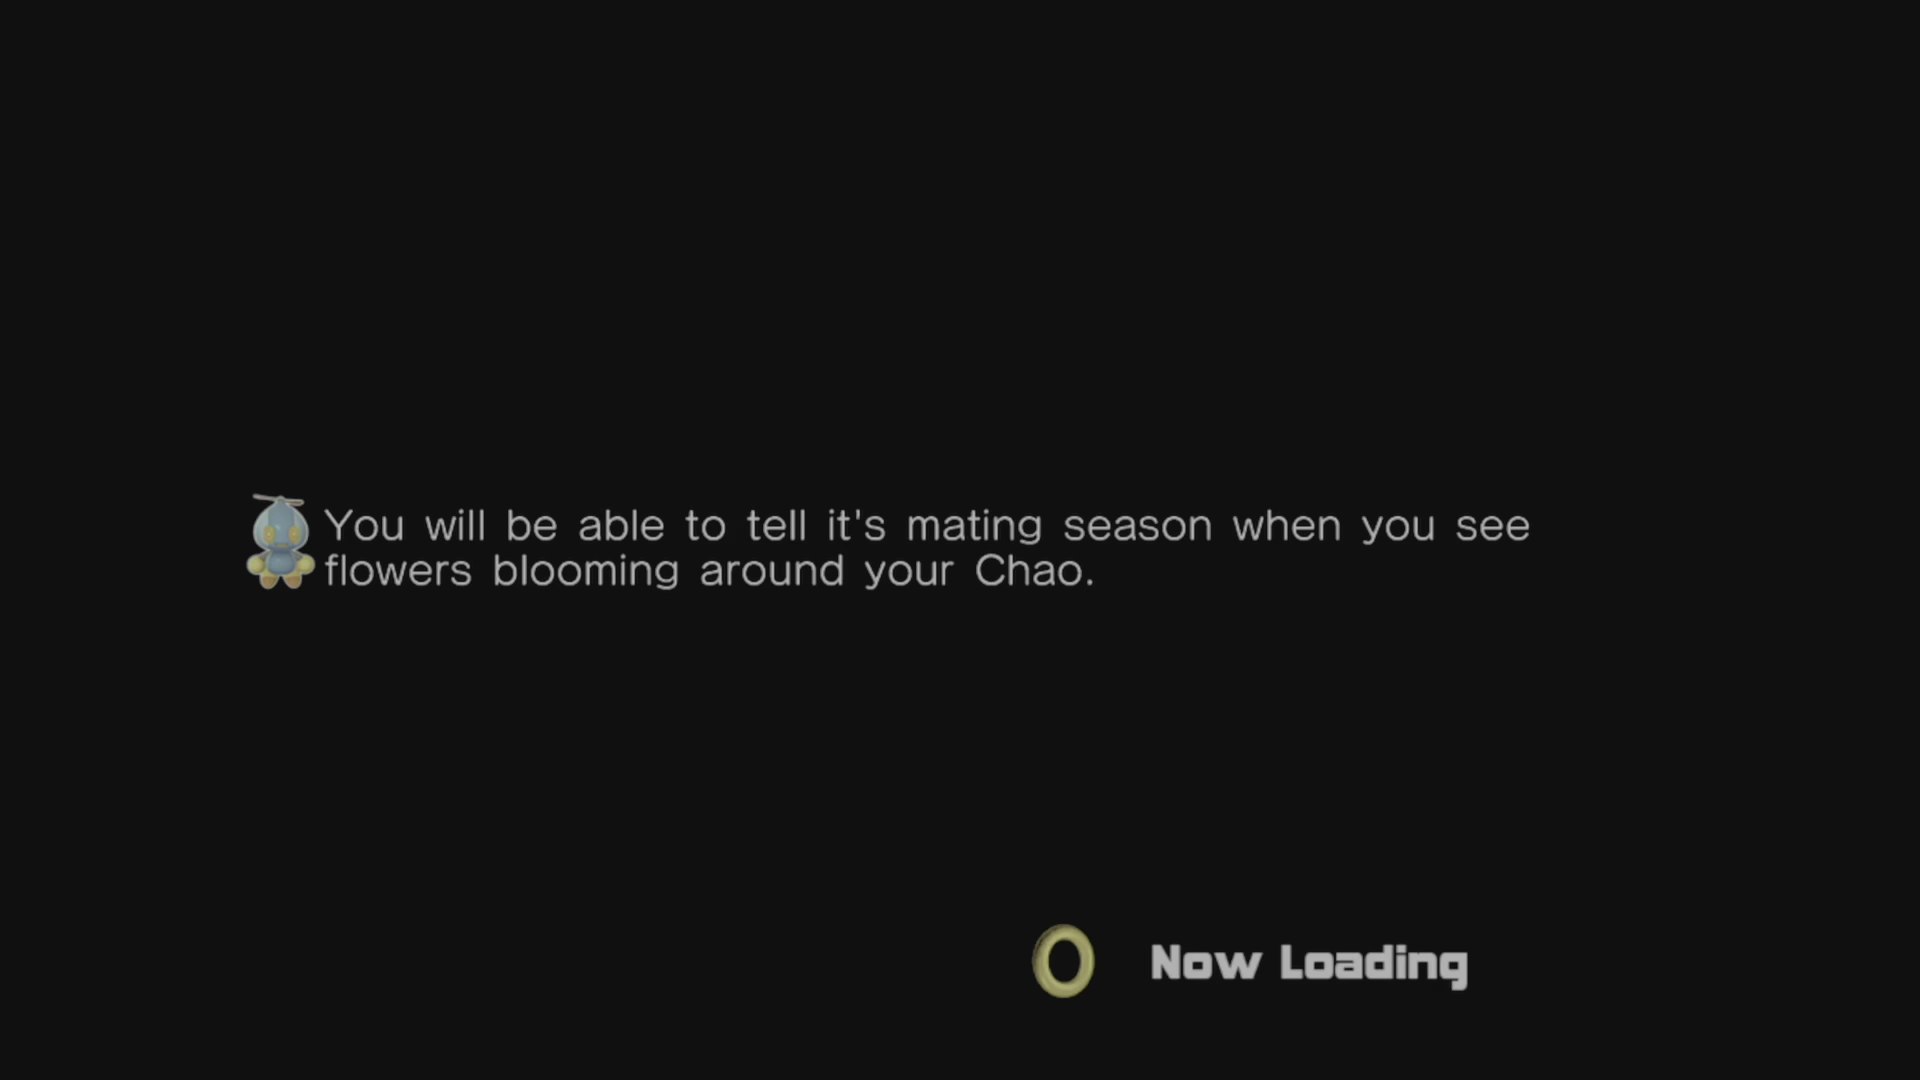 You will be able to tell it's mating season when you see
flowers blooming around your Chao.
Now Loading